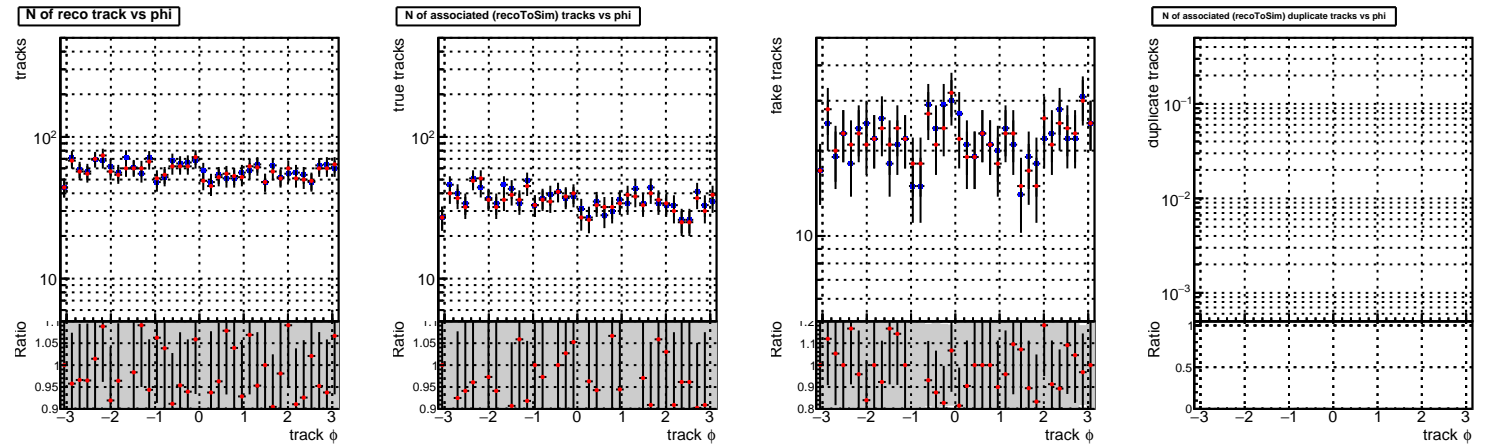 N of reco track vs phi
tracks
10²
10
Ratio
1.1
1.05
1
0.95
0.9
−3 −2 −1 0 1 2 3
track ϕ
N of associated (recoToSim) tracks vs phi
true tracks
10²
10
Ratio
1.1
1.05
1
0.95
0.9
−3 −2 −1 0 1 2 3
track ϕ
fake tracks
10
Ratio
1.2
1.1
1
0.9
0.8
−3 −2 −1 0 1 2 3
track ϕ
N of associated (recoToSim) duplicate tracks vs phi
duplicate tracks
10⁻¹
10⁻²
10⁻³
Ratio
1
0.5
0
−3 −2 −1 0 1 2 3
track ϕ